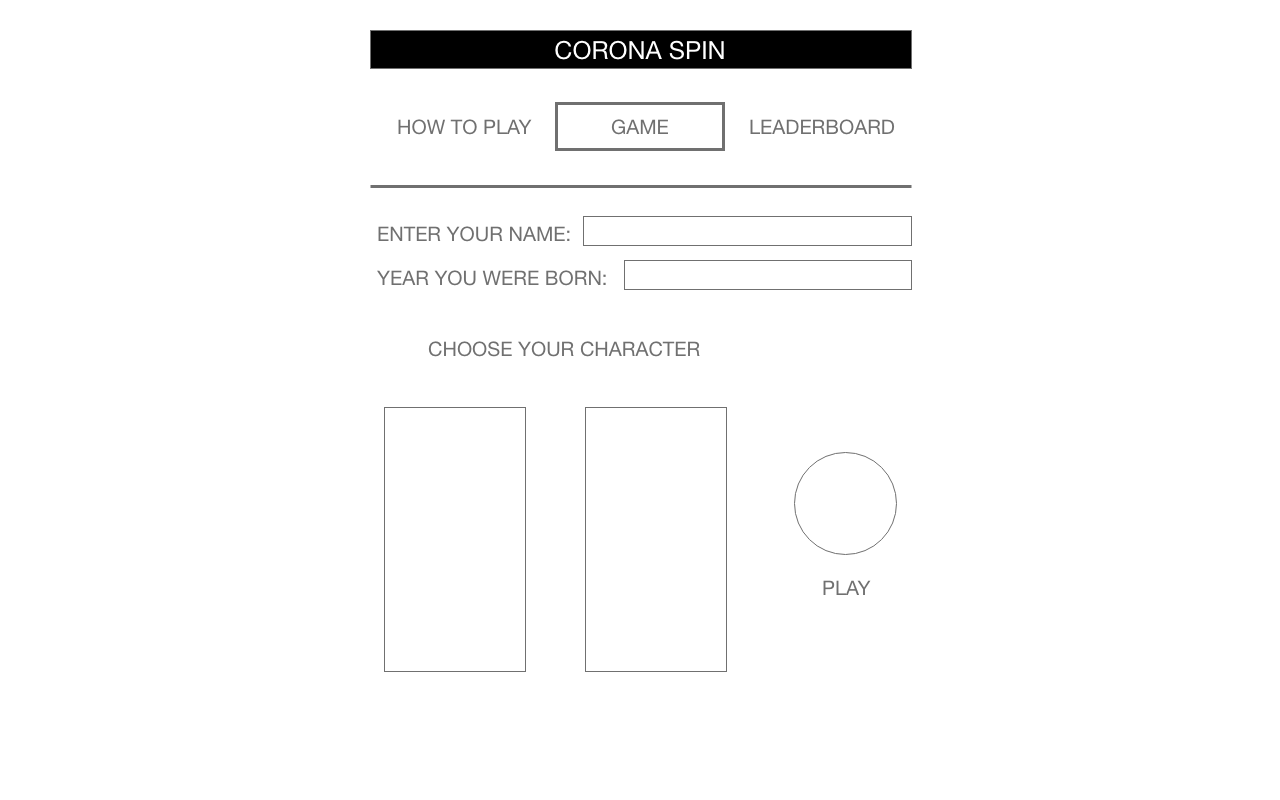 CORONA SPIN
HOW TO PLAY GAME LEADERBOARD
ENTER YOUR NAME:
YEAR YOU WERE BORN:
CHOOSE YOUR CHARACTER
PLAY